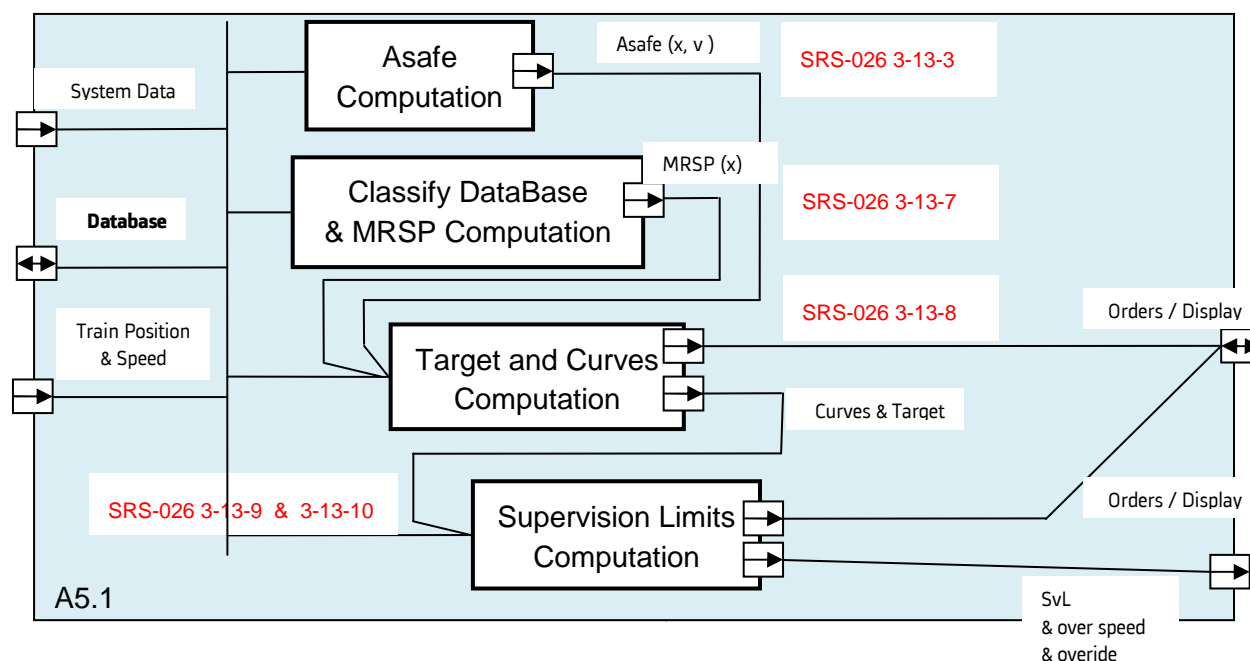 Asafe
Computation
Asafe (x, v )
SRS-026 3-13-3
System Data
MRSP (x)
Classify DataBase
& MRSP Computation
SRS-026 3-13-7
Database
SRS-026 3-13-8
Orders / Display
Train Position
& Speed
Target and Curves
Computation
Curves & Target
SRS-026 3-13-9 & 3-13-10
Supervision Limits
Computation
Orders / Display
A5.1
SvL
& over speed
& overide